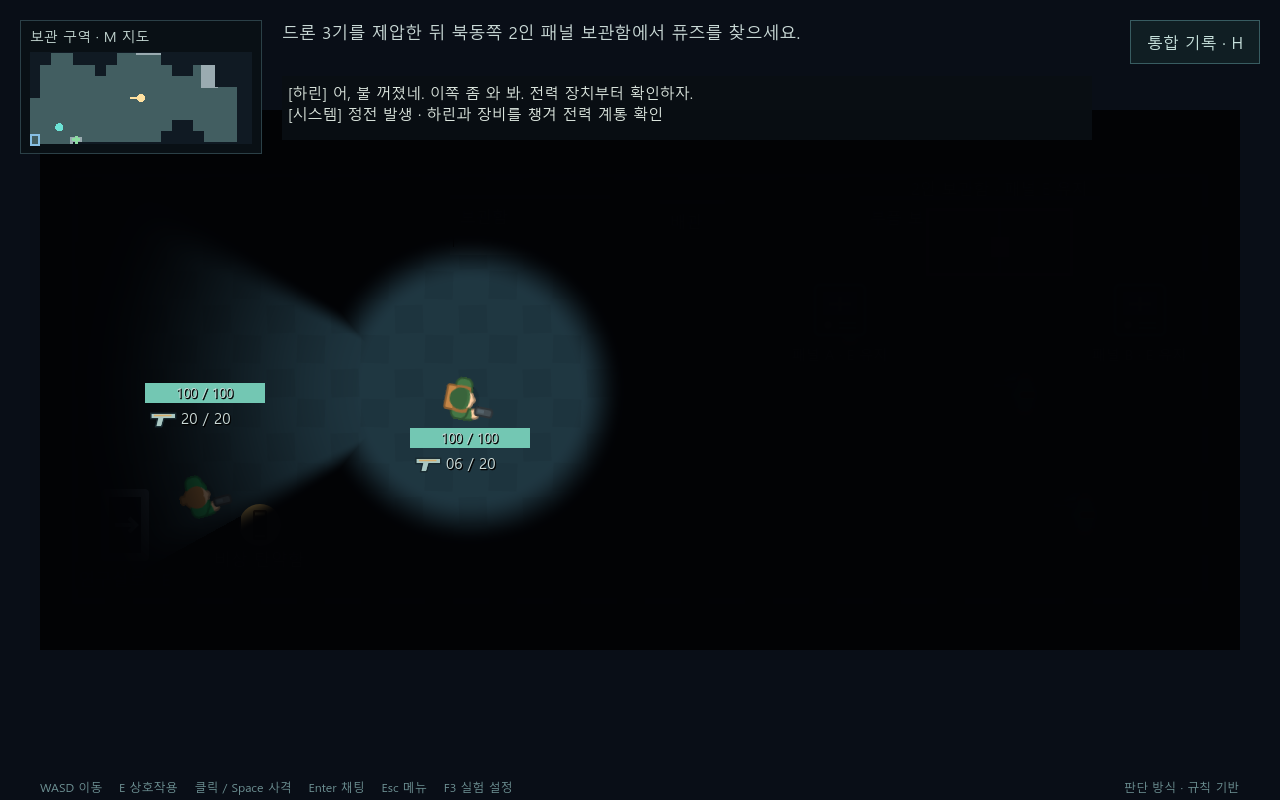 보관 구역 · M 지도
드론 3기를 제압한 뒤 북동쪽 2인 패널 보관함에서 퓨즈를 찾으세요.
통합 기록 · H
[하린] 어, 불 꺼졌네. 이쪽 좀 와 봐. 전력 장치부터 확인하자.
[시스템] 정전 발생 · 하린과 장비를 챙겨 전력 계통 확인
100 / 100
20 / 20
100 / 100
06 / 20
WASD 이동 E 상호작용 클릭 / Space 사격 Enter 채팅 Esc 메뉴 F3 실험 설정
판단 방식 · 규칙 기반